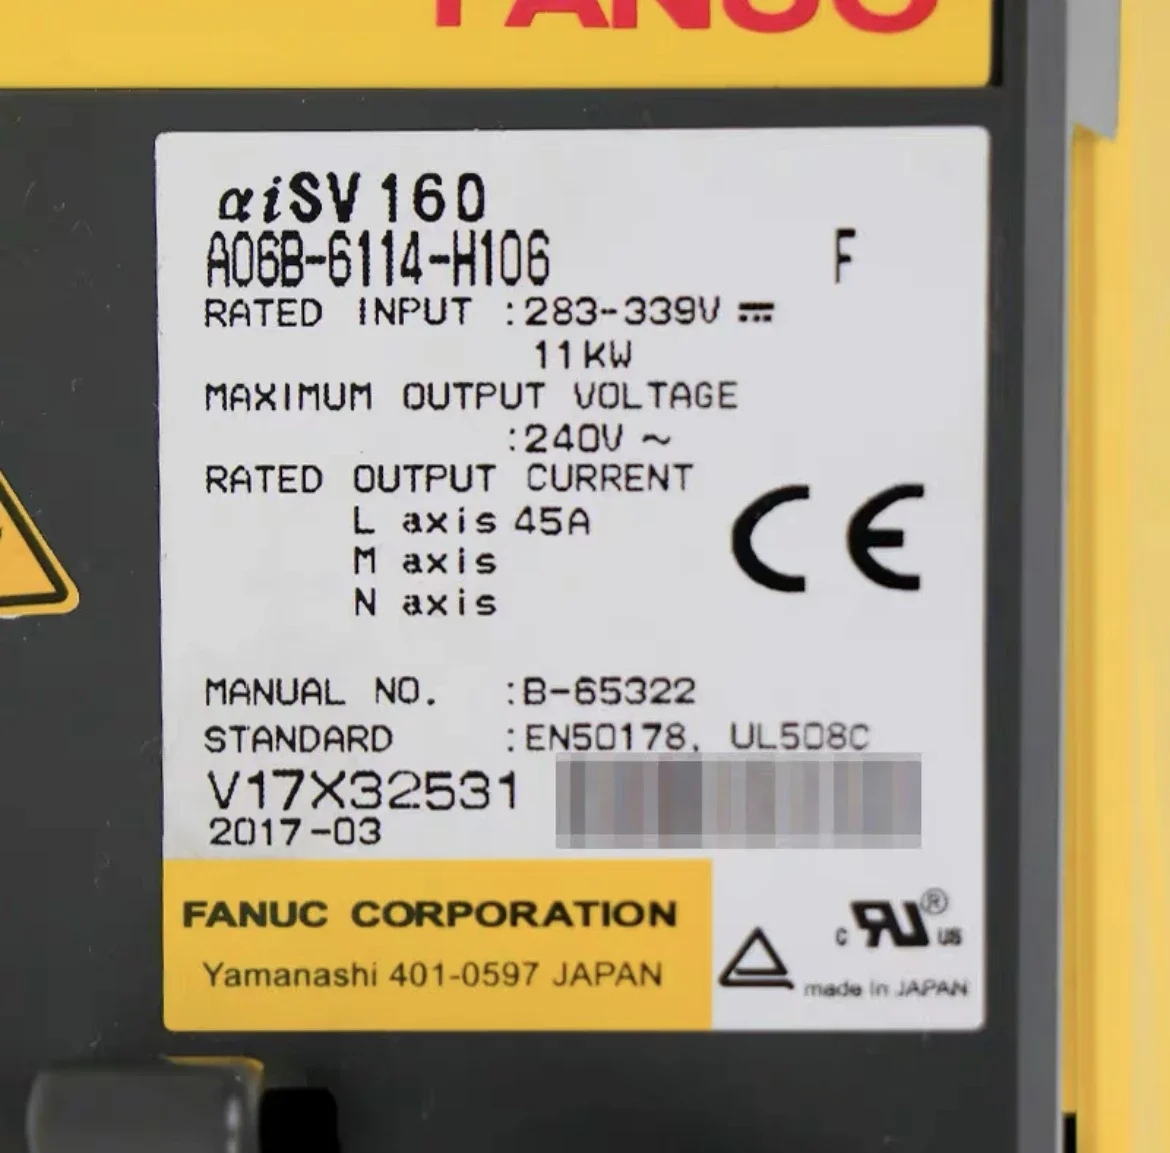 FANUC
αiSV 160
A06B-6114-H106 F
RATED INPUT :283-339V ⎓
11KW
MAXIMUM OUTPUT VOLTAGE
:240V ~
RATED OUTPUT CURRENT
L axis 45A
M axis
N axis
CE
MANUAL NO. :B-65322
STANDARD :EN50178, UL508C
V17X32531
2017-03
FANUC CORPORATION
Yamanashi 401-0597 JAPAN
c RU ® US
made in JAPAN